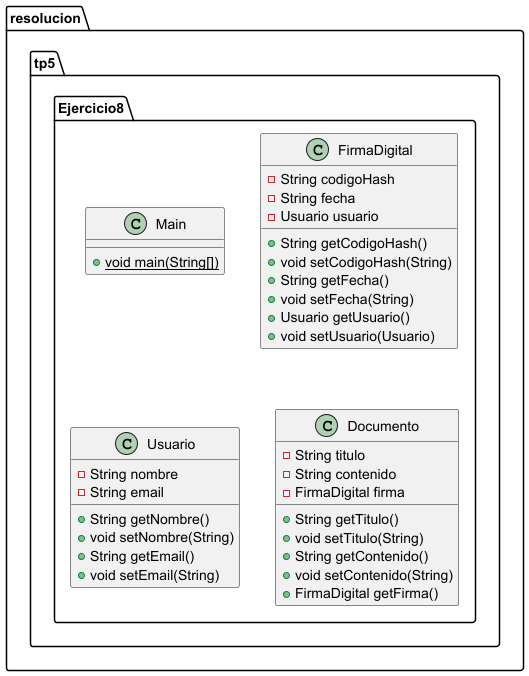 resolucion
tp5
Ejercicio8
C Main
void main(String[])
C FirmaDigital
String codigoHash
String fecha
Usuario usuario
String getCodigoHash()
void setCodigoHash(String)
String getFecha()
void setFecha(String)
Usuario getUsuario()
void setUsuario(Usuario)
C Usuario
String nombre
String email
String getNombre()
void setNombre(String)
String getEmail()
void setEmail(String)
C Documento
String titulo
String contenido
FirmaDigital firma
String getTitulo()
void setTitulo(String)
String getContenido()
void setContenido(String)
FirmaDigital getFirma()